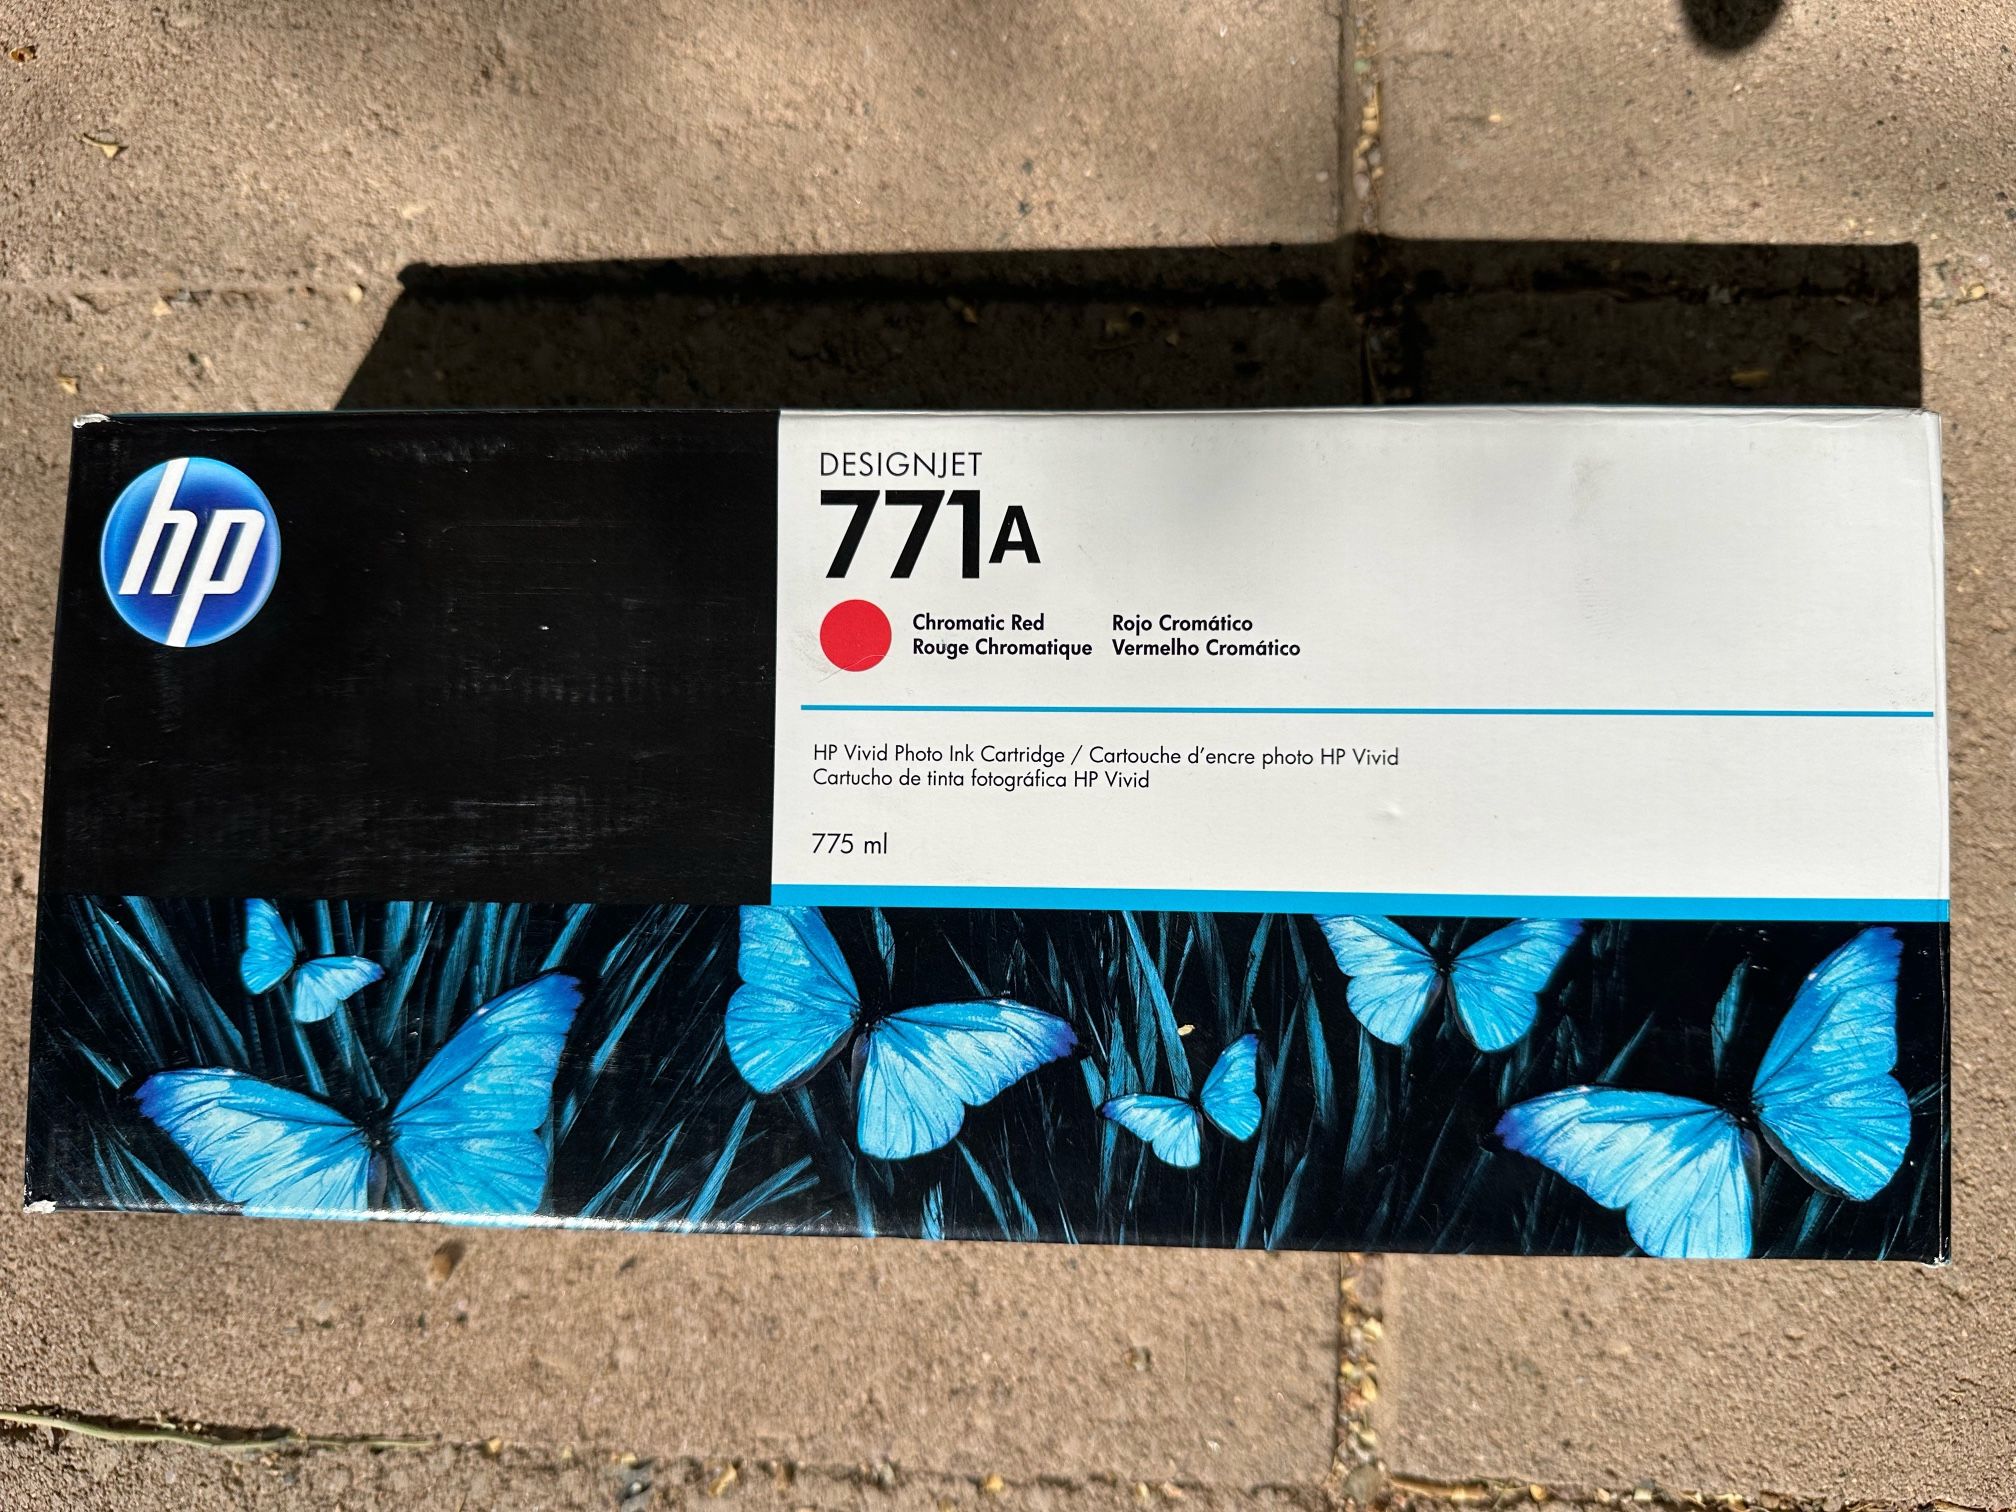 hp
DESIGNJET
771A
Chromatic Red Rojo Cromático
Rouge Chromatique Vermelho Cromático
HP Vivid Photo Ink Cartridge / Cartouche d'encre photo HP Vivid
Cartucho de tinta fotográfica HP Vivid
775 ml